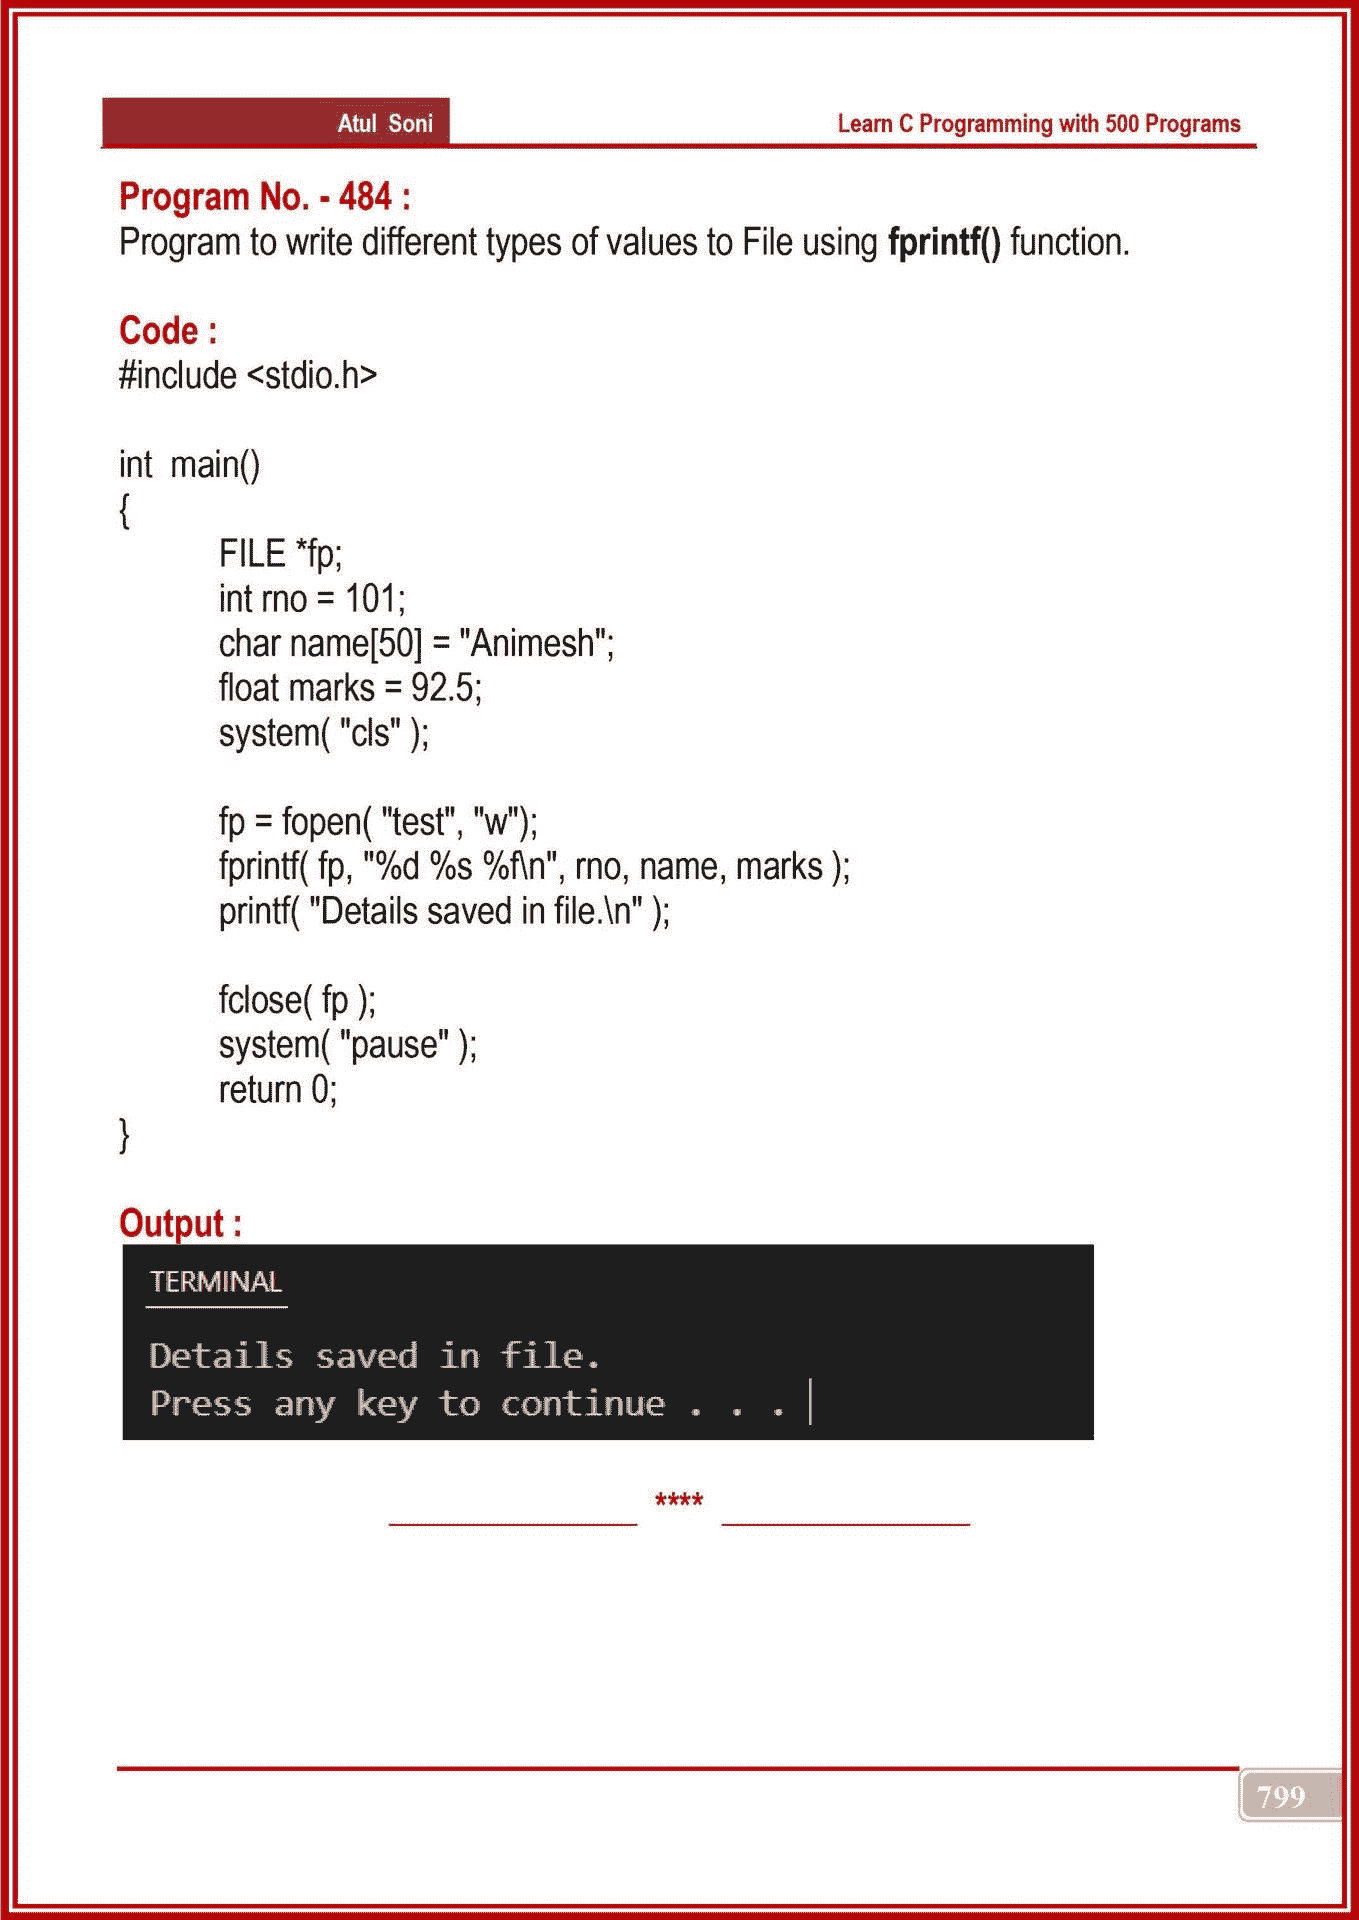 Atul  Soni
Learn C Programming with 500 Programs
Program No. - 484 :
Program to write different types of values to File using fprintf() function.
Code :
#include <stdio.h>
int  main()
{
FILE *fp;
int rno = 101;
char name[50] = "Animesh";
float marks = 92.5;
system( "cls" );
fp = fopen( "test", "w");
fprintf( fp, "%d %s %f\n", rno, name, marks );
printf( "Details saved in file.\n" );
fclose( fp );
system( "pause" );
return 0;
}
Output :
TERMINAL
Details saved in file.
Press any key to continue . . .
****
799